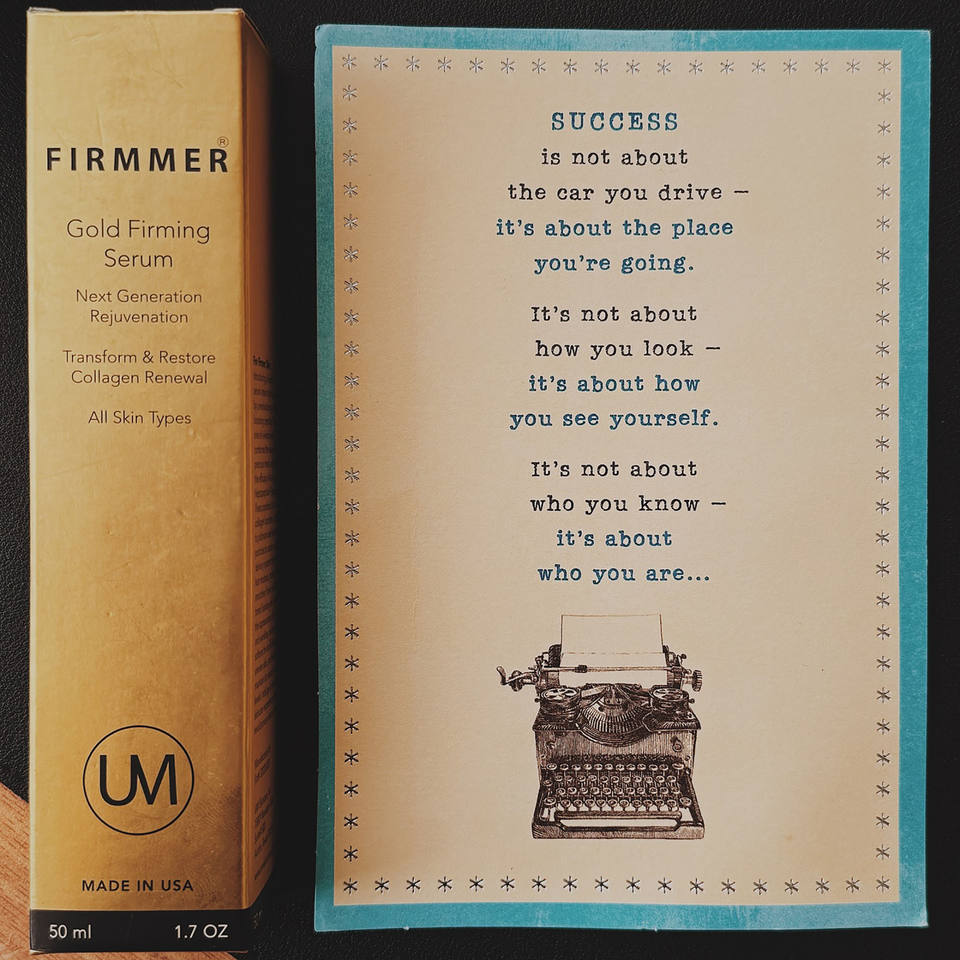 FIRMMER®
Gold Firming
Serum
Next Generation
Rejuvenation
Transform & Restore
Collagen Renewal
All Skin Types
UM
MADE IN USA
50 ml 1.7 OZ
SUCCESS
is not about
the car you drive —
it's about the place
you're going.
It's not about
how you look —
it's about how
you see yourself.
It's not about
who you know —
it's about
who you are...